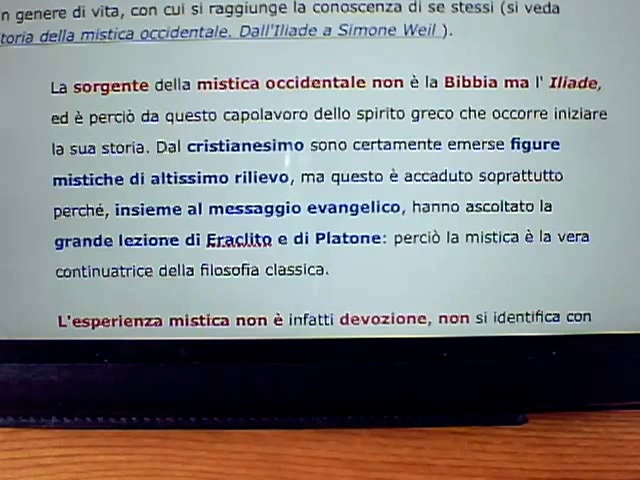 n genere di vita, con cui si raggiunge la conoscenza di se stessi (si veda
toria della mistica occidentale. Dall'Iliade a Simone Weil ).
La sorgente della mistica occidentale non è la Bibbia ma l' Iliade,
ed è perciò da questo capolavoro dello spirito greco che occorre iniziare
la sua storia. Dal cristianesimo sono certamente emerse figure
mistiche di altissimo rilievo, ma questo è accaduto soprattutto
perché, insieme al messaggio evangelico, hanno ascoltato la
grande lezione di Eraclito e di Platone: perciò la mistica è la vera
continuatrice della filosofia classica.
L'esperienza mistica non è infatti devozione, non si identifica con